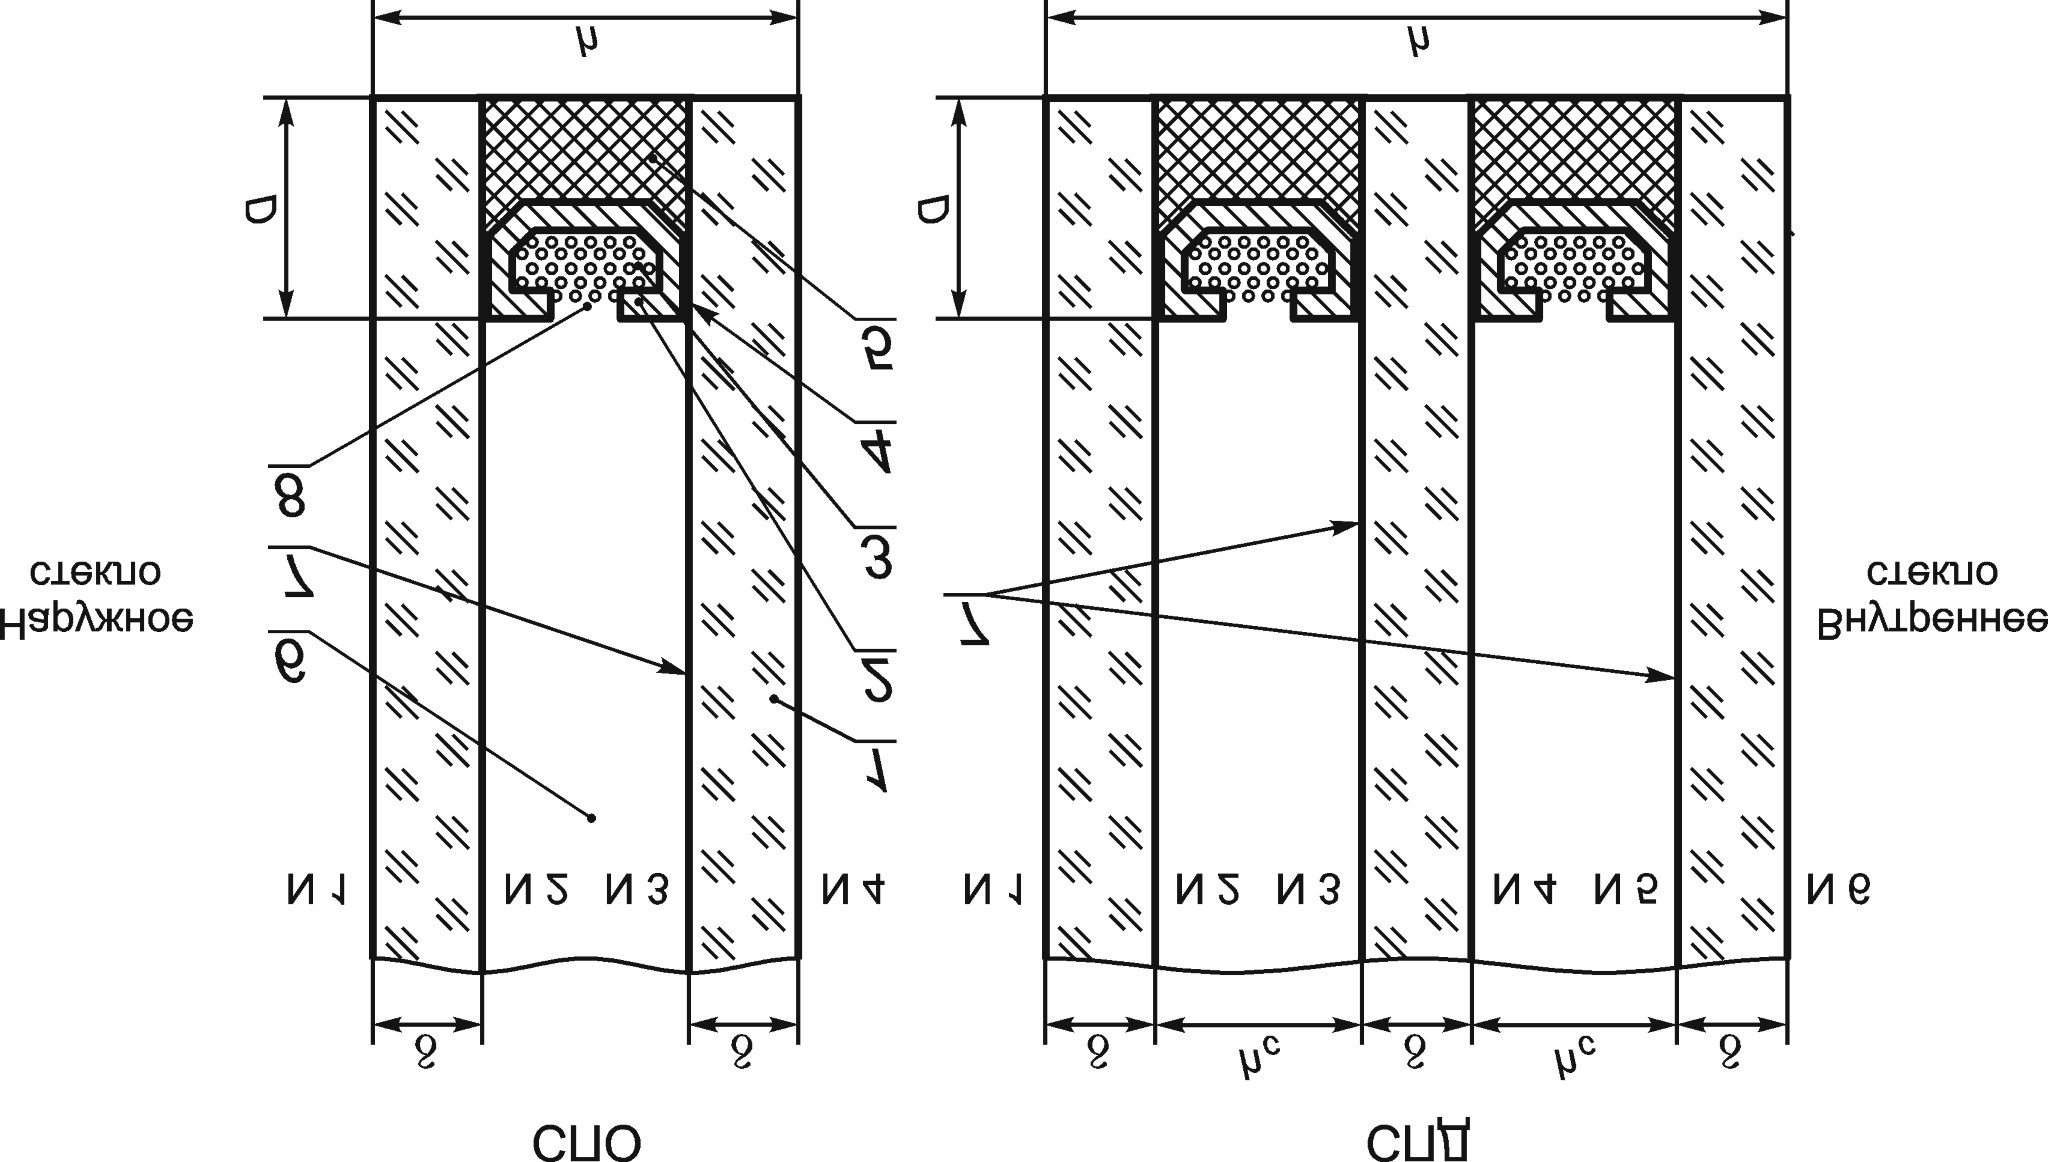 СПО
СПД
δ
δ
δ
hс
δ
hс
δ
N 1
N 2
N 3
N 4
N 1
N 2
N 3
N 4
N 5
N 6
1
2
6
Наружное
стекло
7
7
Внутреннее
стекло
3
8
4
5
D
D
h
h